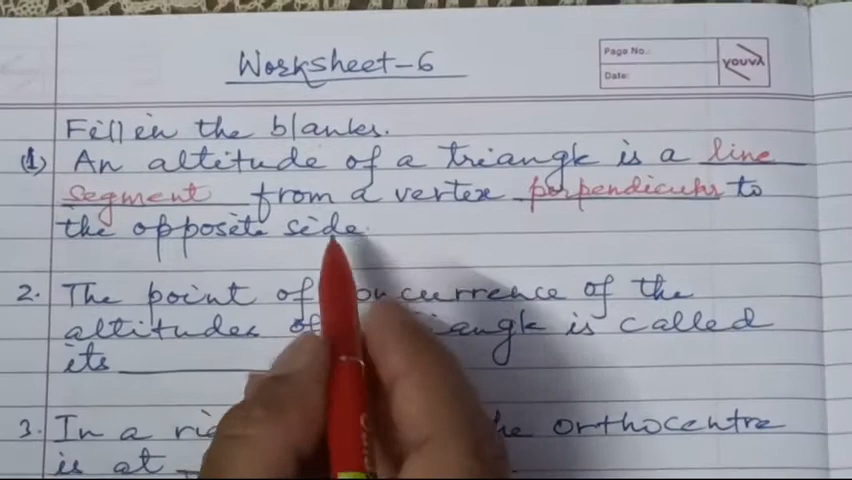 Worksheet-6
Page No.:
Date:
youva
Fill in the blanks.
(1) An altitude of a triangle is a line
segment from a vertex perpendicular to
the opposite side.
2. The point of concurrence of the
altitudes of triangle is called
its
3. In a orthocentre
is at